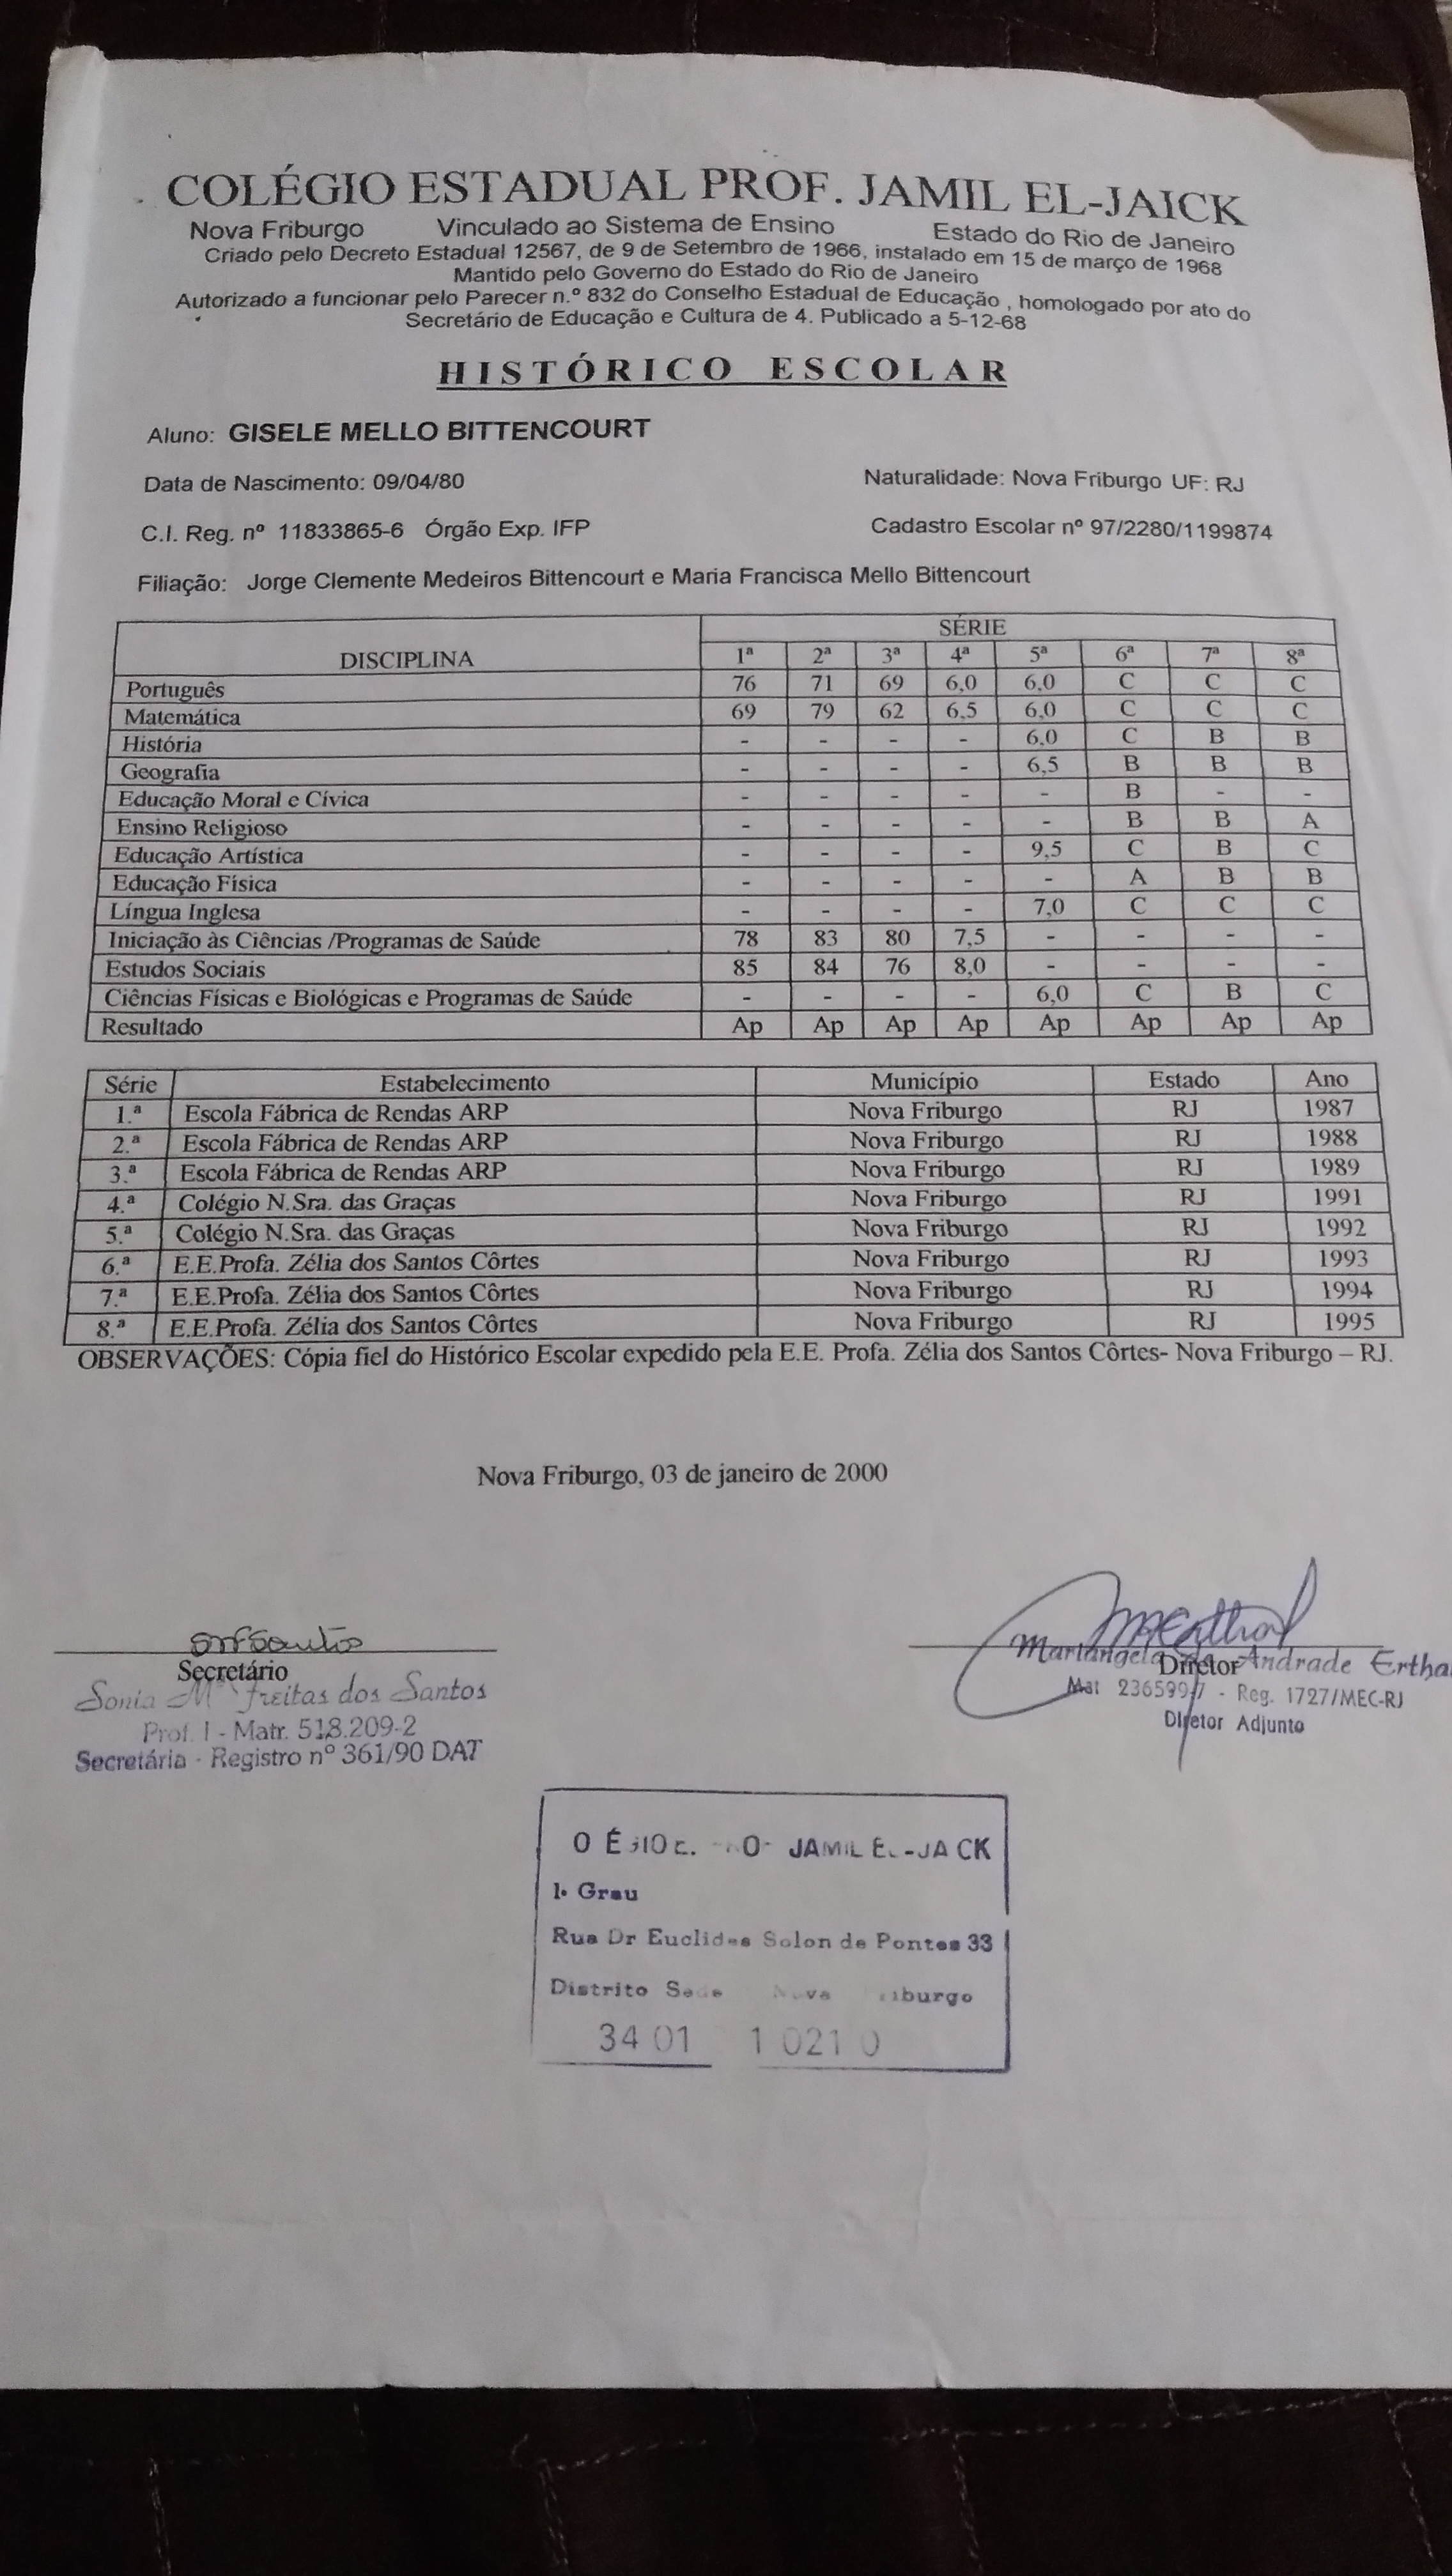 COLÉGIO ESTADUAL PROF. JAMIL EL-JAICK
Nova Friburgo Vinculado ao Sistema de Ensino Estado do Rio de Janeiro
Criado pelo Decreto Estadual 12567, de 9 de Setembro de 1966, instalado em 15 de março de 1968
Mantido pelo Governo do Estado do Rio de Janeiro
Autorizado a funcionar pelo Parecer n.º 832 do Conselho Estadual de Educação , homologado por ato do
Secretário de Educação e Cultura de 4. Publicado a 5-12-68
HISTÓRICO ESCOLAR
Aluno: GISELE MELLO BITTENCOURT
Data de Nascimento: 09/04/80 Naturalidade: Nova Friburgo UF: RJ
C.I. Reg. nº 11833865-6 Órgão Exp. IFP Cadastro Escolar nº 97/2280/1199874
Filiação: Jorge Clemente Medeiros Bittencourt e Maria Francisca Mello Bittencourt
SÉRIE
DISCIPLINA 1ª 2ª 3ª 4ª 5ª 6ª 7ª 8ª
Português 76 71 69 6,0 6,0 C C C
Matemática 69 79 62 6,5 6,0 C C C
História - - - - 6,0 C B B
Geografia - - - - 6,5 B B B
Educação Moral e Cívica - - - - - B - -
Ensino Religioso - - - - - B B A
Educação Artística - - - - 9,5 C B C
Educação Física - - - - - A B B
Língua Inglesa - - - - 7,0 C C C
Iniciação às Ciências /Programas de Saúde 78 83 80 7,5 - - - -
Estudos Sociais 85 84 76 8,0 - - - -
Ciências Físicas e Biológicas e Programas de Saúde - - - - 6,0 C B C
Resultado Ap Ap Ap Ap Ap Ap Ap Ap
Série Estabelecimento Município Estado Ano
1.ª Escola Fábrica de Rendas ARP Nova Friburgo RJ 1987
2.ª Escola Fábrica de Rendas ARP Nova Friburgo RJ 1988
3.ª Escola Fábrica de Rendas ARP Nova Friburgo RJ 1989
4.ª Colégio N.Sra. das Graças Nova Friburgo RJ 1991
5.ª Colégio N.Sra. das Graças Nova Friburgo RJ 1992
6.ª E.E.Profa. Zélia dos Santos Côrtes Nova Friburgo RJ 1993
7.ª E.E.Profa. Zélia dos Santos Côrtes Nova Friburgo RJ 1994
8.ª E.E.Profa. Zélia dos Santos Côrtes Nova Friburgo RJ 1995
OBSERVAÇÕES: Cópia fiel do Histórico Escolar expedido pela E.E. Profa. Zélia dos Santos Côrtes- Nova Friburgo – RJ.
Nova Friburgo, 03 de janeiro de 2000
Secretário
Sonia Mª Freitas dos Santos
Prof. I - Matr. 518.209-2
Secretária - Registro nº 361/90 DAT
Mariangela de Andrade Ertha
Diretor
Mat 236599-7 - Reg. 1727/MEC-RJ
Diretor Adjunto
JAMIL EL-JA CK
1º Grau
Rua Dr Euclides Solon de Pontes 33
Distrito Sede Nova Friburgo
34 01 1 021 0